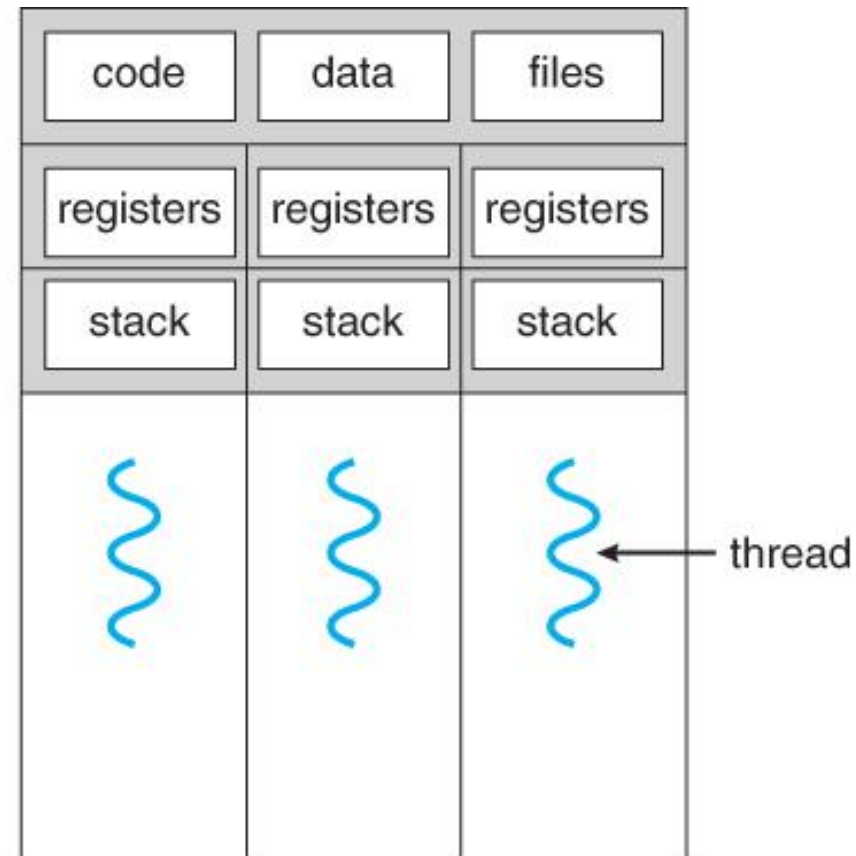 code data files
registers registers registers
stack stack stack
thread